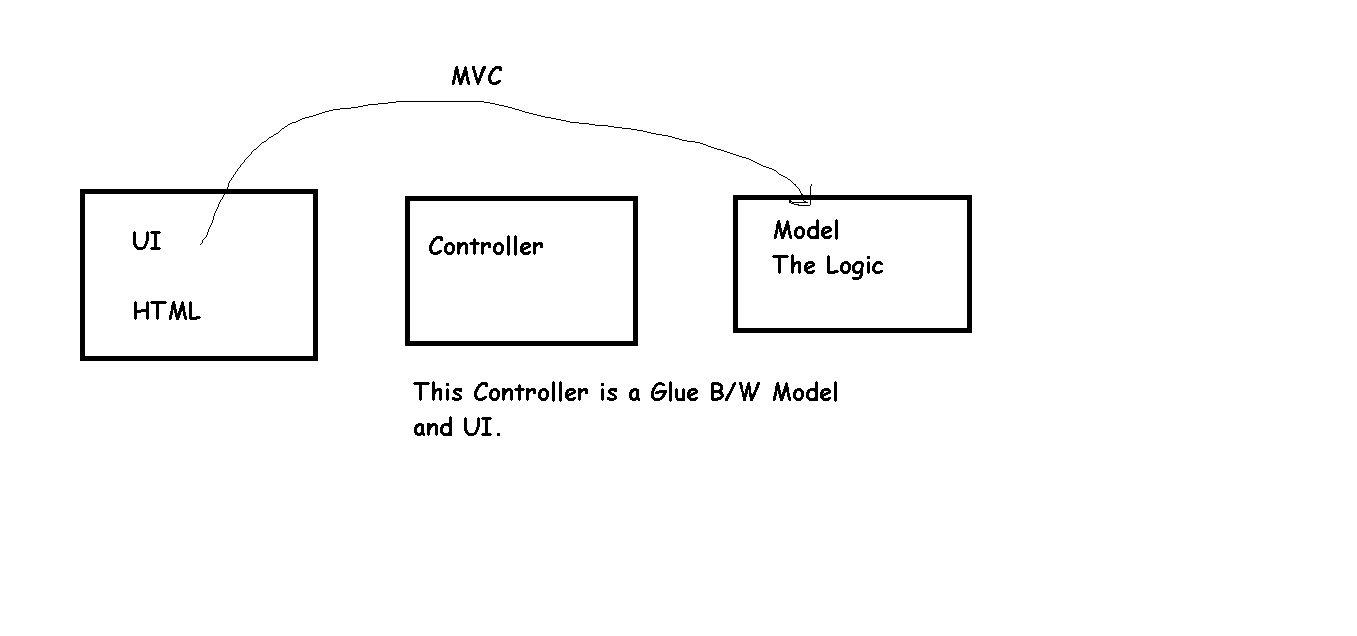 MVC
UI
HTML
Controller
Model
The Logic
This Controller is a Glue B/W Model
and UI.